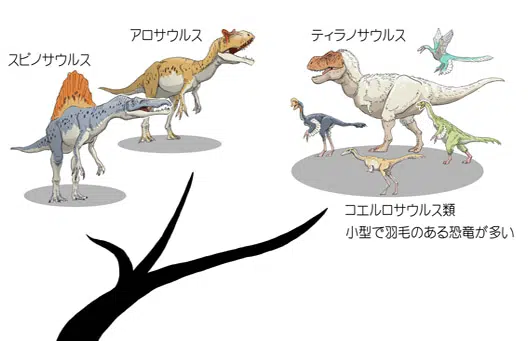 アロサウルス
ティラノサウルス
スピノサウルス
コエルロサウルス類
小型で羽毛のある恐竜が多い